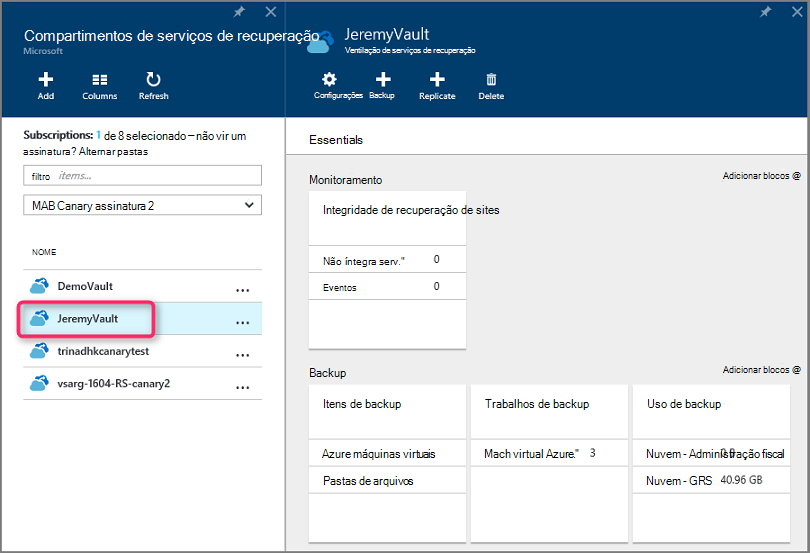 Compartimentos de serviços de recuperação
Microsoft
Add
Columns
Refresh
Subscriptions: 1 de 8 selecionado – não vir um
assinatura? Alternar pastas
filtro items...
MAB Canary assinatura 2
NOME
DemoVault
...
JeremyVault
...
trinadhkcanarytest
...
vsarg-1604-RS-canary2
...
JeremyVault
Ventilação de serviços de recuperação
Configurações
Backup
Replicate
Delete
Essentials
Monitoramento
Adicionar blocos @
Integridade de recuperação de sites
Não íntegra serv." 0
Eventos 0
Backup
Adicionar blocos @
Itens de backup
Azure máquinas virtuais
Pastas de arquivos
Trabalhos de backup
Mach virtual Azure." 3
Uso de backup
Nuvem - Administração fiscal
Nuvem - GRS 40.96 GB